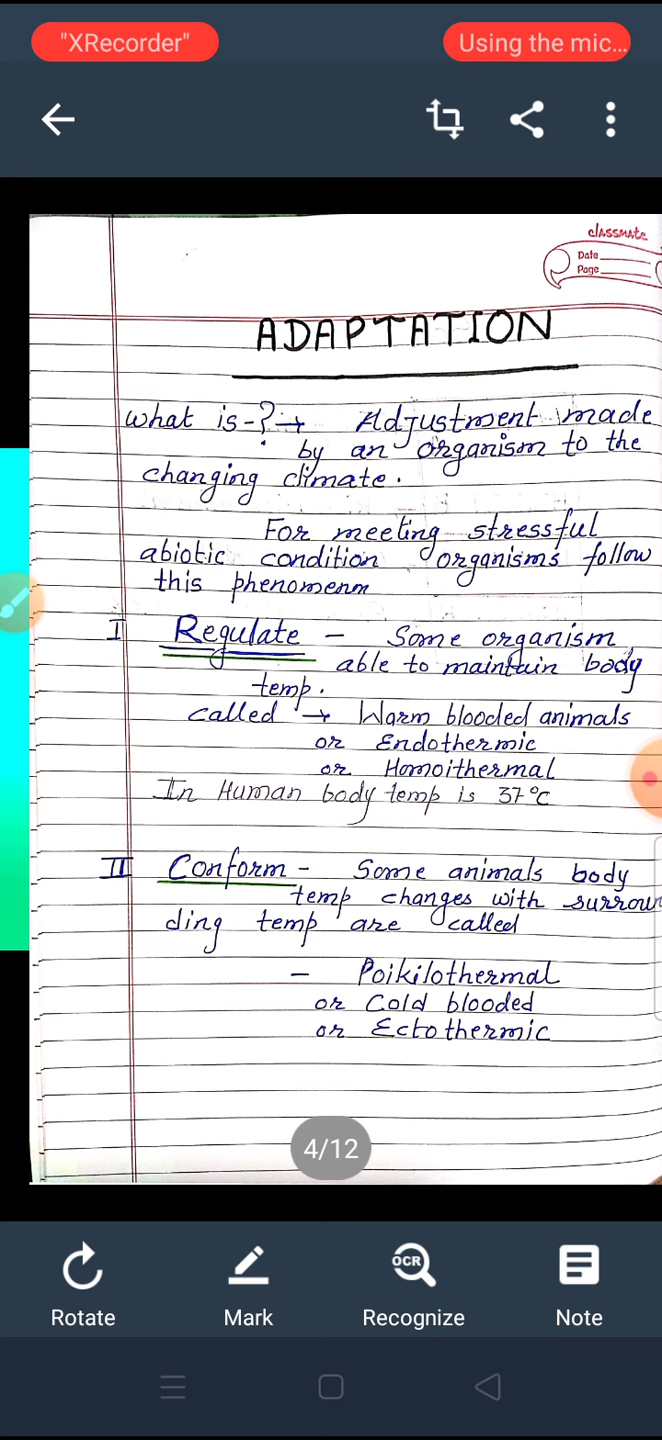 "XRecorder"
Using the mic...
classmate
Date
Page
ADAPTATION
What is -? → Adjustment made
by an organism to the
changing climate.
For meeting stressful
abiotic condition organisms follow
this phenomenm
I Regulate - Some organism
able to maintain body
temp.
called → Warm blooded animals
or Endothermic
or Homoithermal
In Human body temp is 37°C
II Conform - Some animals body
temp changes with surroun
ding temp are called
- Poikilothermal
or Cold blooded
or Ectothermic
4/12
OCR
Rotate
Mark
Recognize
Note